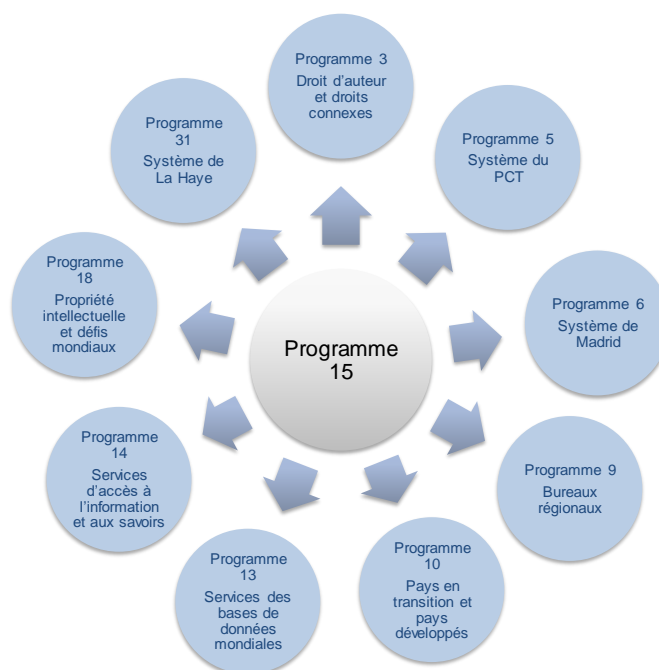 Programme 3
Droit d'auteur
et droits
connexes
Programme 5
Système du
PCT
Programme 6
Système de
Madrid
Programme 9
Bureaux
régionaux
Programme
10
Pays en
transition et
pays
développés
Programme
13
Services des
bases de
données
mondiales
Programme
14
Services
d'accès à
l'information
et aux savoirs
Programme
18
Propriété
intellectuelle
et défis
mondiaux
Programme
31
Système de
La Haye
Programme
15